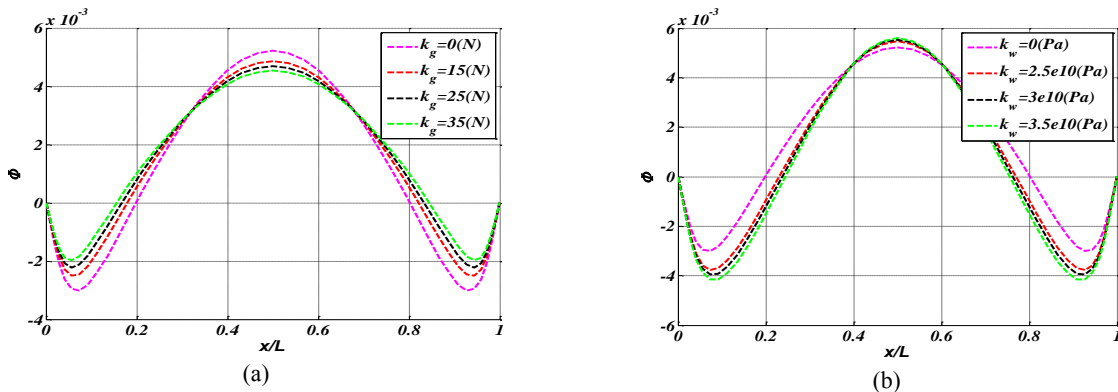 x 10⁻³
6
4
2
0
-2
-4
Φ
0
0.2
0.4
0.6
0.8
1
x/L
k_g=0(N)
k_g=15(N)
k_g=25(N)
k_g=35(N)
(a)
x 10⁻³
6
4
2
0
-2
-4
-6
Φ
0
0.2
0.4
0.6
0.8
1
x/L
k_w=0(Pa)
k_w=2.5e10(Pa)
k_w=3e10(Pa)
k_w=3.5e10(Pa)
(b)